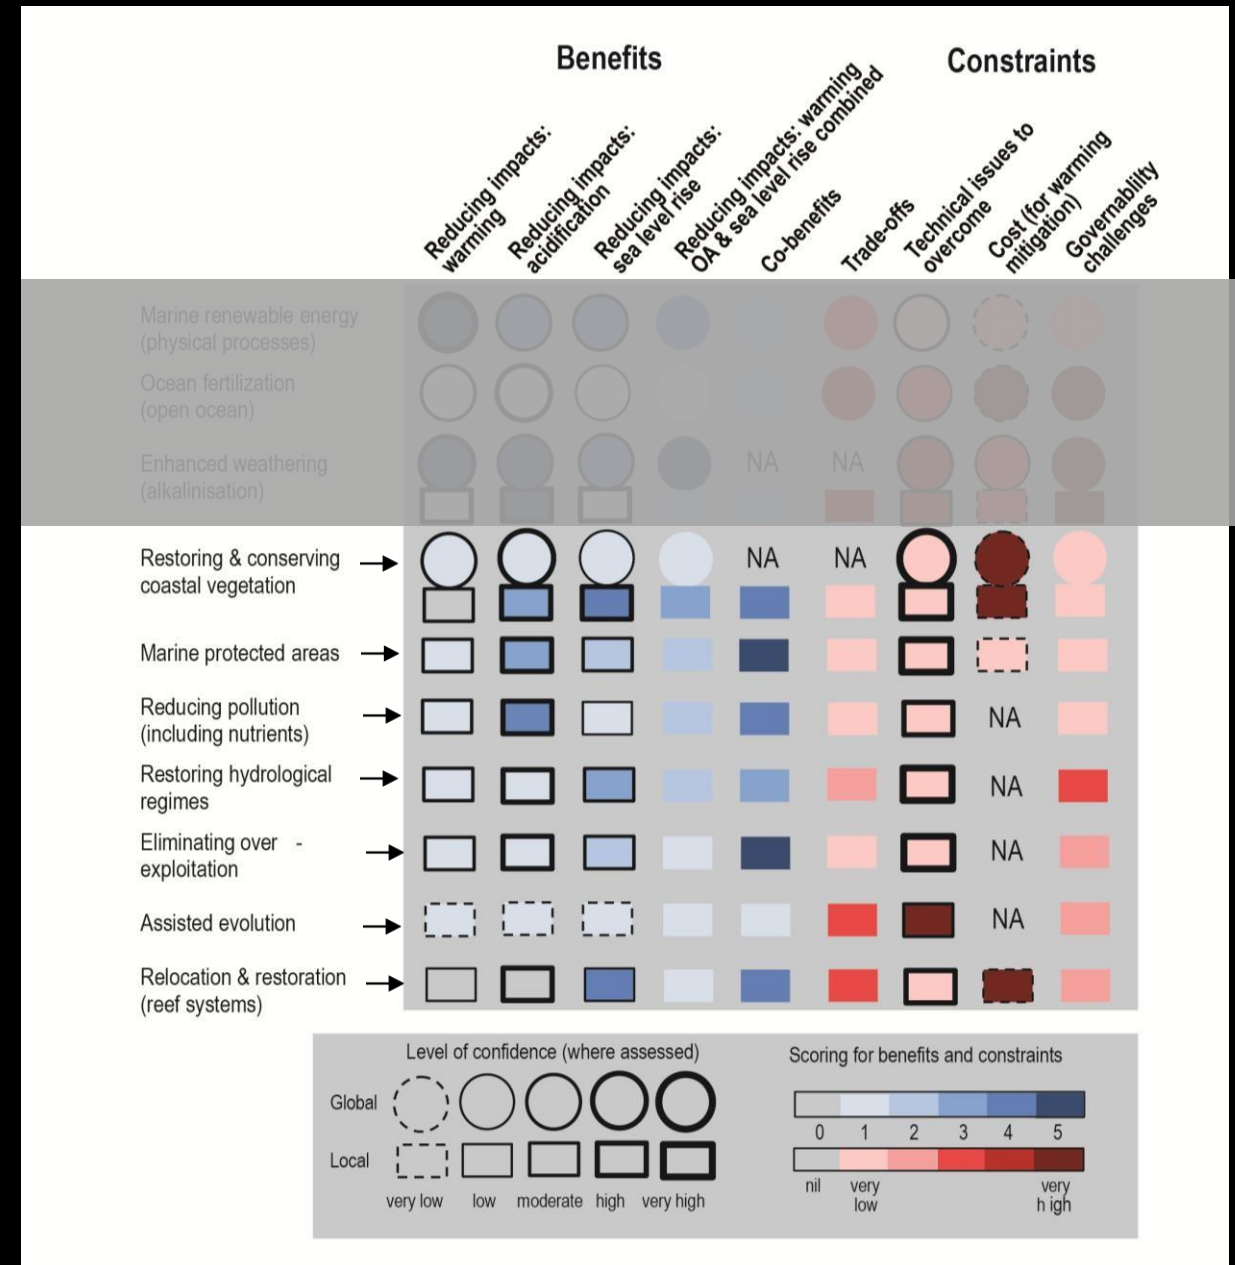 Benefits
Constraints
Reducing impacts:
warming
Reducing impacts:
acidification
Reducing impacts:
sea level rise
Reducing impacts: warming
OA & sea level rise combined
Co-benefits
Trade-offs
Technical issues to
overcome
Cost (for warming
mitigation)
Governability
challenges
Marine renewable energy
(physical processes)
Ocean fertilization
(open ocean)
Enhanced weathering
(alkalinisation)
NA NA
Restoring & conserving
coastal vegetation
NA NA
Marine protected areas
Reducing pollution
(including nutrients)
NA
Restoring hydrological
regimes
NA
Eliminating over -
exploitation
NA
Assisted evolution
NA
Relocation & restoration
(reef systems)
Level of confidence (where assessed)
Global
Local
very low low moderate high very high
Scoring for benefits and constraints
0 1 2 3 4 5
nil very very
low h igh